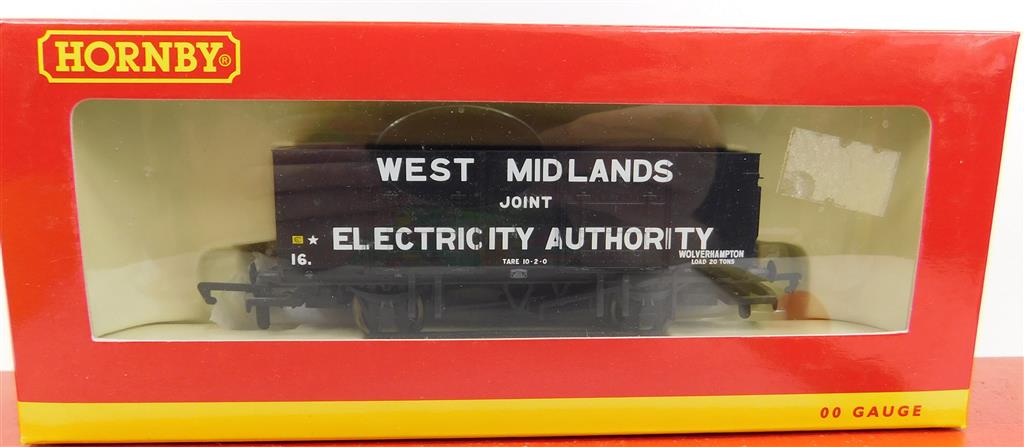 HORNBY®
WEST MIDLANDS
JOINT
ELECTRICITY AUTHORITY
16.
TARE 10-2-0
WOLVERHAMPTON
LOAD 20 TONS
00 GAUGE